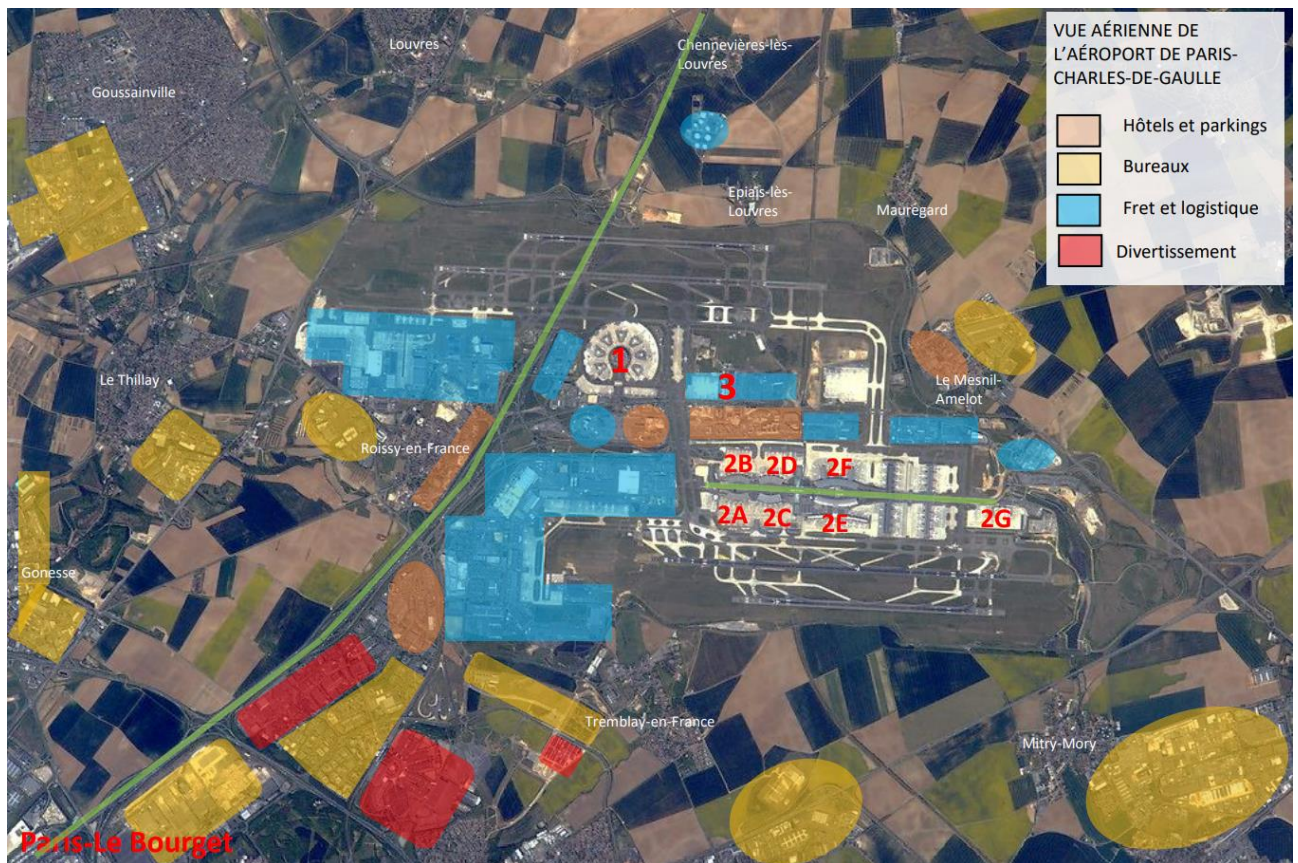 VUE AÉRIENNE DE
L’AÉROPORT DE PARIS-
CHARLES-DE-GAULLE
Hôtels et parkings
Bureaux
Fret et logistique
Divertissement
Louvres
Chennevières-lès-
Louvres
Goussainville
Epiais-lès-
Louvres
Mauregard
Le Thillay
1
3
Le Mesnil-
Amelot
Roissy-en-France
2B
2D
2F
2A
2C
2E
2G
Gonesse
Tremblay-en-France
Mitry-Mory
Paris-Le Bourget